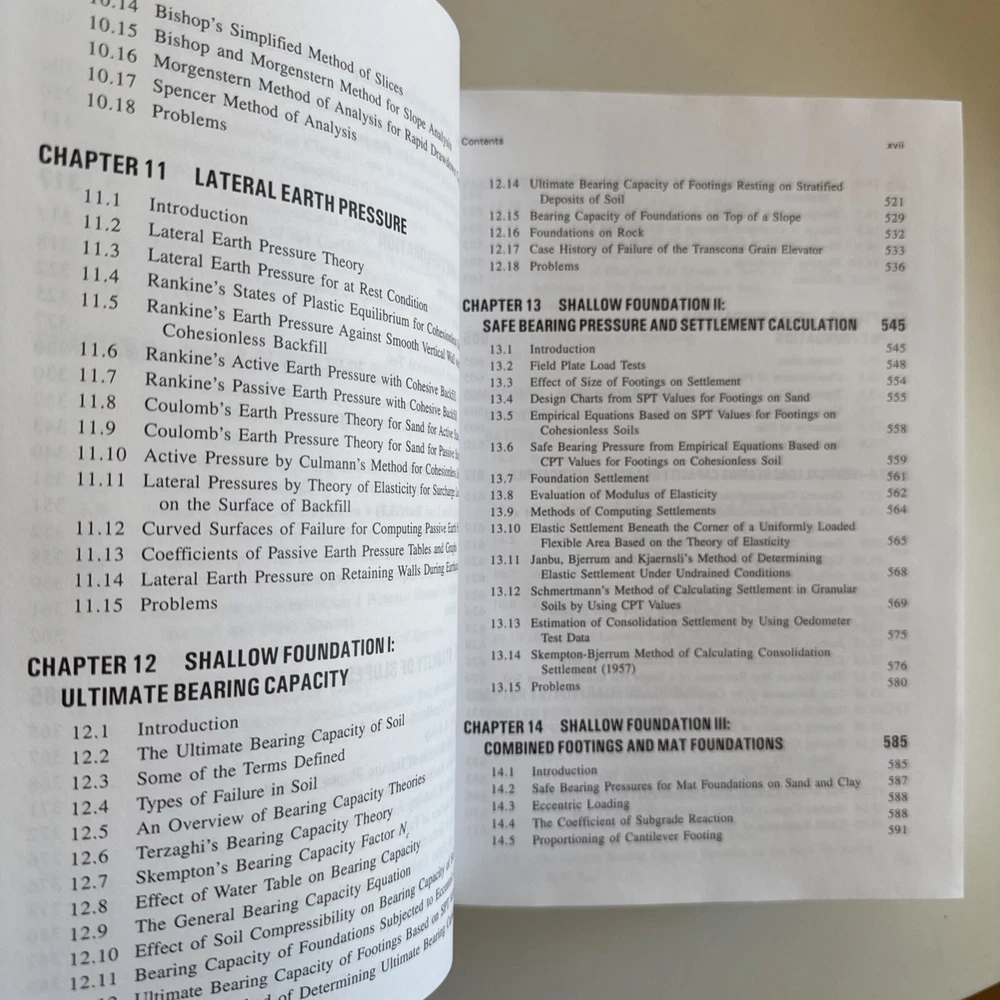 10.14 Bishop's Simplified Method of Slices
10.15 Bishop and Morgenstern Method for Slope Analysis
10.16 Morgenstern Method of Analysis for Rapid Drawdown
10.17 Spencer Method of Analysis
10.18 Problems
CHAPTER 11 LATERAL EARTH PRESSURE
11.1 Introduction
11.2 Lateral Earth Pressure Theory
11.3 Lateral Earth Pressure for at Rest Condition
11.4 Rankine's States of Plastic Equilibrium for
11.5 Rankine's Earth Pressure Against Smooth Vertical Wall
Cohesionless Backfill
11.6 Rankine's Active Earth Pressure with Cohesive Backfill
11.7 Rankine's Passive Earth Pressure with Cohesive Backfill
11.8 Coulomb's Earth Pressure Theory for Sand for Active
11.9 Coulomb's Earth Pressure Theory for Sand for Passive
11.10 Active Pressure by Culmann's Method for
11.11 Lateral Pressures by Theory of Elasticity for
on the Surface of Backfill
11.12 Curved Surfaces of Failure for Computing Passive Earth
11.13 Coefficients of Passive Earth Pressure Tables and
11.14 Lateral Earth Pressure on Retaining Walls During
11.15 Problems
CHAPTER 12 SHALLOW FOUNDATION I:
ULTIMATE BEARING CAPACITY
12.1 Introduction
12.2 The Ultimate Bearing Capacity of Soil
12.3 Some of the Terms Defined
12.4 Types of Failure in Soil
12.5 An Overview of Bearing Capacity Theories
12.6 Terzaghi's Bearing Capacity Theory
12.7 Skempton's Bearing Capacity Factor Nc
12.8 Effect of Water Table on Bearing Capacity
12.9 The General Bearing Capacity Equation
12.10 Effect of Soil Compressibility on Bearing Capacity of
12.11 Bearing Capacity of Foundations Subjected to
Ultimate Bearing Capacity of Footings Based on SPT
of Determining Ultimate Bearing
Contents xvii
12.14 Ultimate Bearing Capacity of Footings Resting on Stratified
Deposits of Soil 521
12.15 Bearing Capacity of Foundations on Top of a Slope 529
12.16 Foundations on Rock 532
12.17 Case History of Failure of the Transcona Grain Elevator 533
12.18 Problems 536
CHAPTER 13 SHALLOW FOUNDATION II:
SAFE BEARING PRESSURE AND SETTLEMENT CALCULATION 545
13.1 Introduction 545
13.2 Field Plate Load Tests 548
13.3 Effect of Size of Footings on Settlement 554
13.4 Design Charts from SPT Values for Footings on Sand 555
13.5 Empirical Equations Based on SPT Values for Footings on
Cohesionless Soils 558
13.6 Safe Bearing Pressure from Empirical Equations Based on
CPT Values for Footings on Cohesionless Soil 559
13.7 Foundation Settlement 561
13.8 Evaluation of Modulus of Elasticity 562
13.9 Methods of Computing Settlements 564
13.10 Elastic Settlement Beneath the Corner of a Uniformly Loaded
Flexible Area Based on the Theory of Elasticity 565
13.11 Janbu, Bjerrum and Kjaernsli's Method of Determining
Elastic Settlement Under Undrained Conditions 568
13.12 Schmertmann's Method of Calculating Settlement in Granular
Soils by Using CPT Values 569
13.13 Estimation of Consolidation Settlement by Using Oedometer
Test Data 575
13.14 Skempton-Bjerrum Method of Calculating Consolidation
Settlement (1957) 576
13.15 Problems 580
CHAPTER 14 SHALLOW FOUNDATION III:
COMBINED FOOTINGS AND MAT FOUNDATIONS 585
14.1 Introduction 585
14.2 Safe Bearing Pressures for Mat Foundations on Sand and Clay 587
14.3 Eccentric Loading 588
14.4 The Coefficient of Subgrade Reaction 588
14.5 Proportioning of Cantilever Footing 591